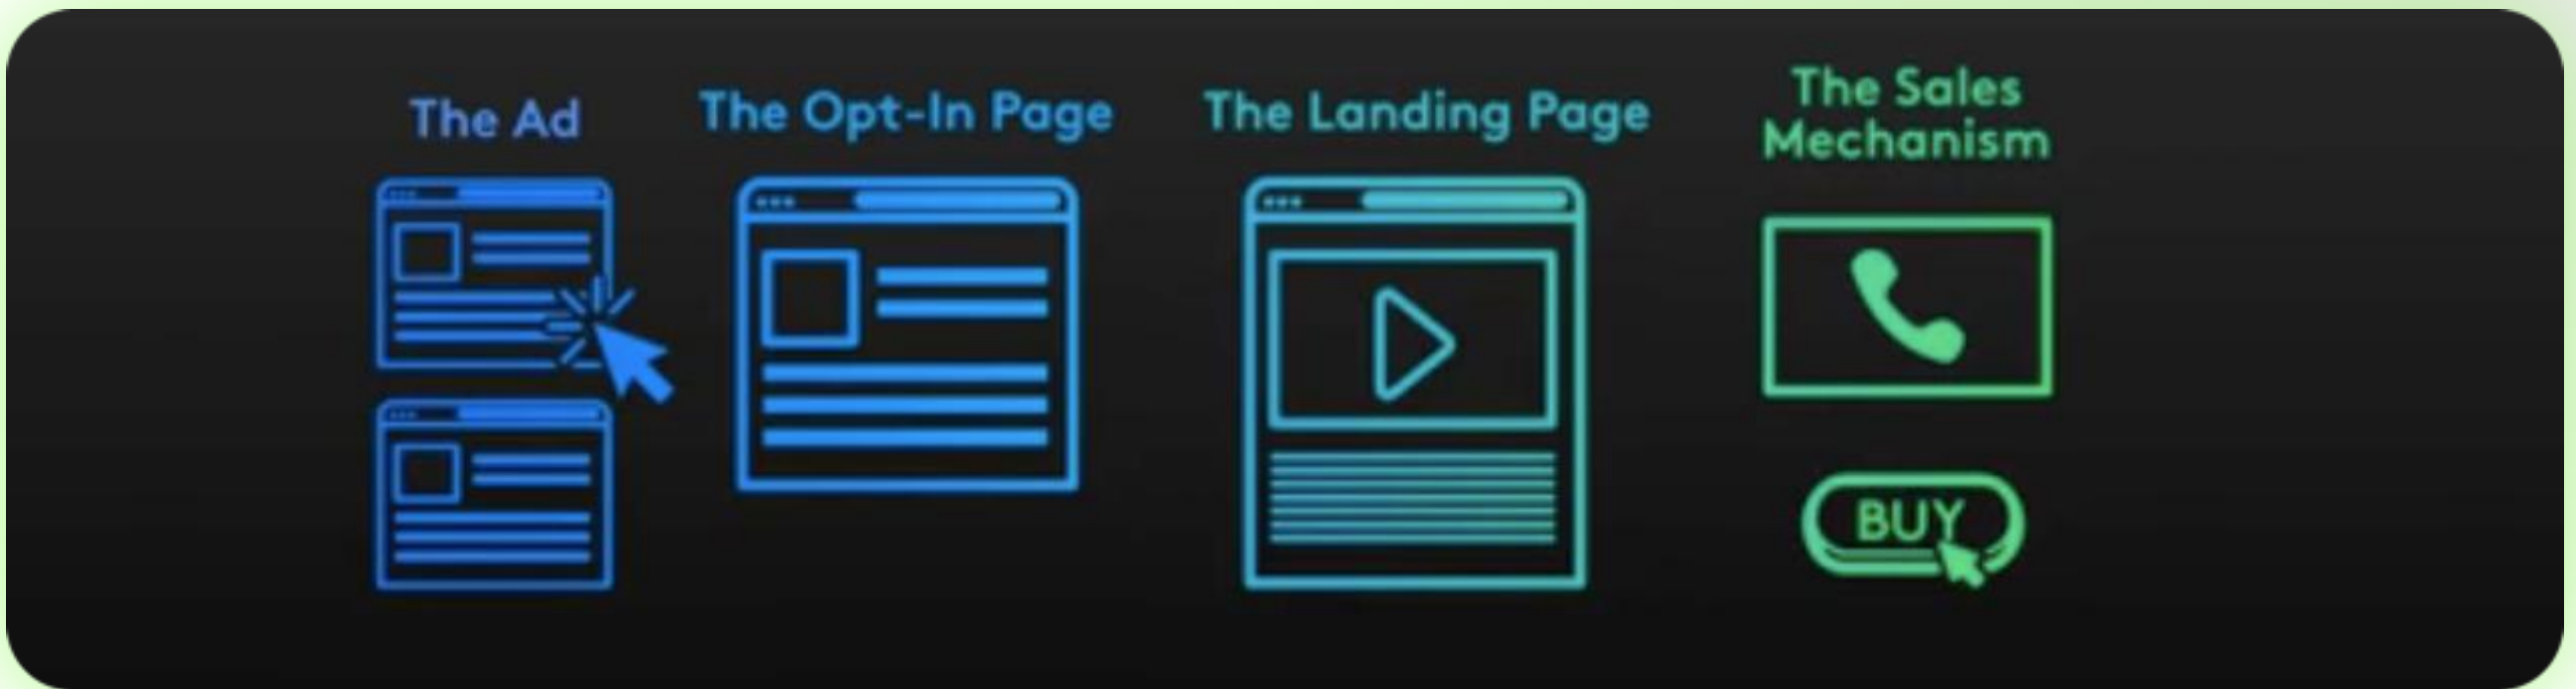 The Ad
The Opt-In Page
The Landing Page
The Sales
Mechanism
BUY